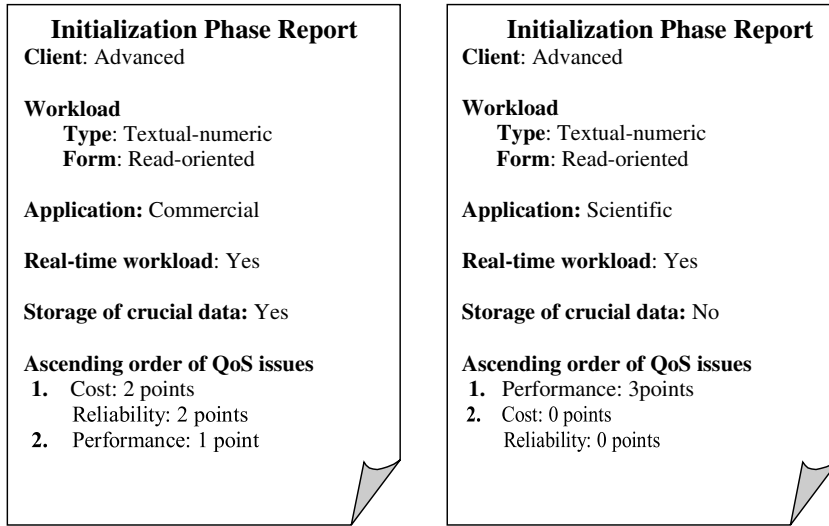 Initialization Phase Report
Client: Advanced
Workload
Type: Textual-numeric
Form: Read-oriented
Application: Commercial
Real-time workload: Yes
Storage of crucial data: Yes
Ascending order of QoS issues
1. Cost: 2 points
Reliability: 2 points
2. Performance: 1 point
Initialization Phase Report
Client: Advanced
Workload
Type: Textual-numeric
Form: Read-oriented
Application: Scientific
Real-time workload: Yes
Storage of crucial data: No
Ascending order of QoS issues
1. Performance: 3points
2. Cost: 0 points
Reliability: 0 points